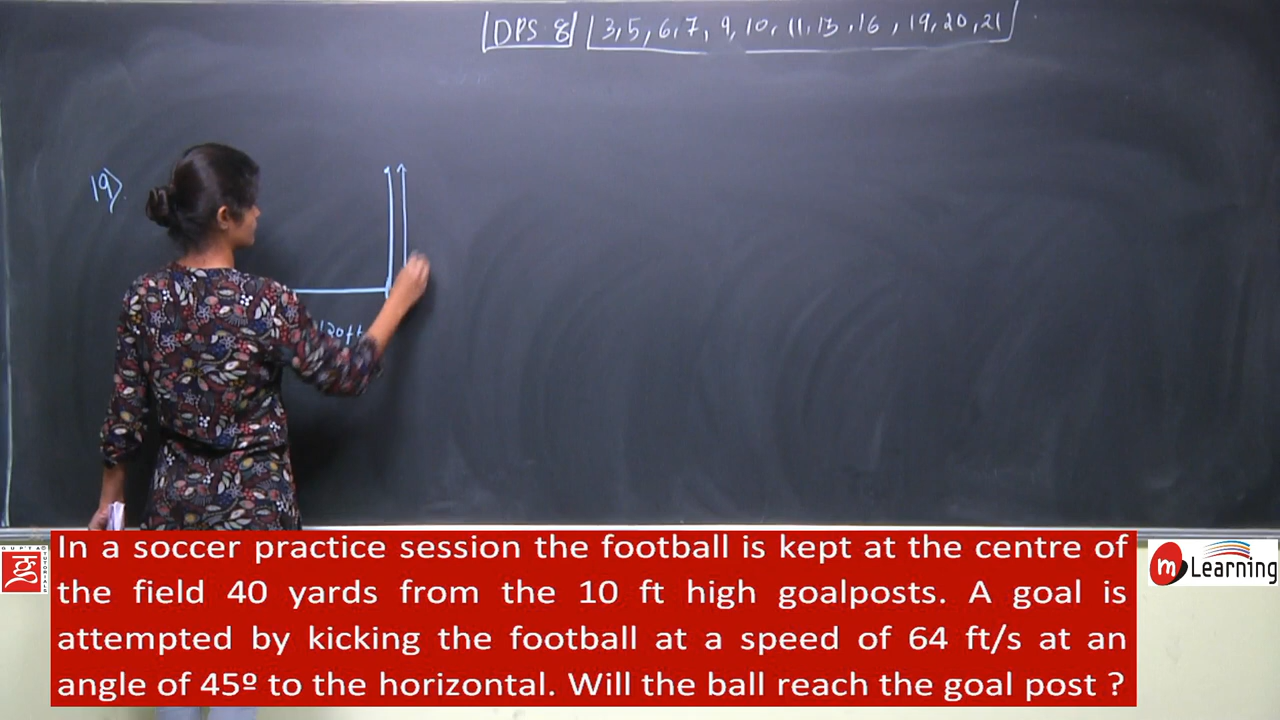 DPS 8 3, 5, 6, 7, 9, 10, 11, 13, 16, 19, 20, 21
19)
120ft
In a soccer practice session the football is kept at the centre of
the field 40 yards from the 10 ft high goalposts. A goal is
attempted by kicking the football at a speed of 64 ft/s at an
angle of 45º to the horizontal. Will the ball reach the goal post ?
GUPTA TUTORIALS
g
m Learning